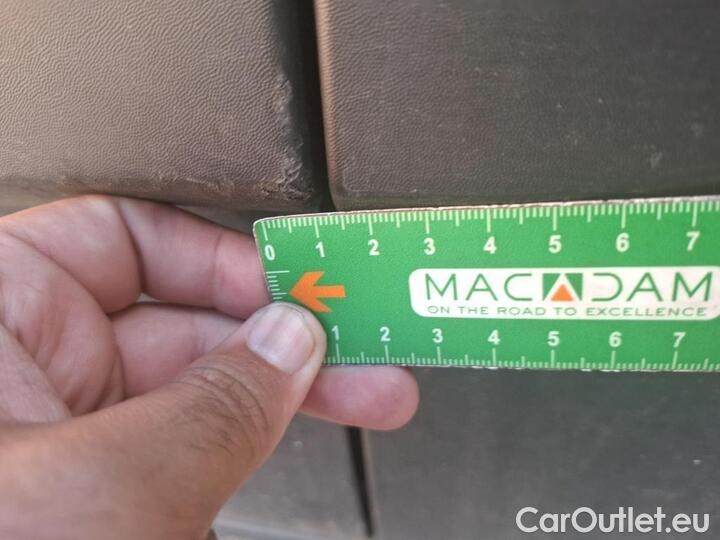 0 1 2 3 4 5 6 7
MACADAM
ON THE ROAD TO EXCELLENCE
1 2 3 4 5 6 7
CarOutlet.eu